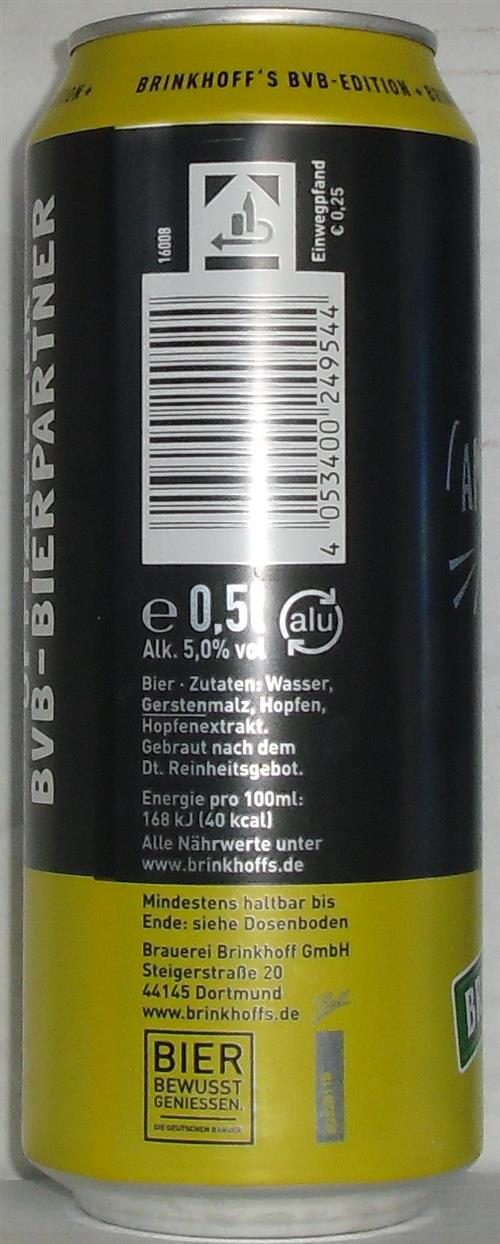 BRINKHOFF'S BVB-EDITION +
BVB-BIERPARTNER
16008
Einwegpfand
€ 0,25
4 053400 249544
e 0,5l
alu
Alk. 5,0% vol
Bier · Zutaten: Wasser,
Gerstenmalz, Hopfen,
Hopfenextrakt.
Gebraut nach dem
Dt. Reinheitsgebot.
Energie pro 100ml:
168 kJ (40 kcal)
Alle Nährwerte unter
www.brinkhoffs.de
Mindestens haltbar bis
Ende: siehe Dosenboden
Brauerei Brinkhoff GmbH
Steigerstraße 20
44145 Dortmund
www.brinkhoffs.de
Ball
BIER
BEWUSST
GENIESSEN.
DIE DEUTSCHEN BRAUER